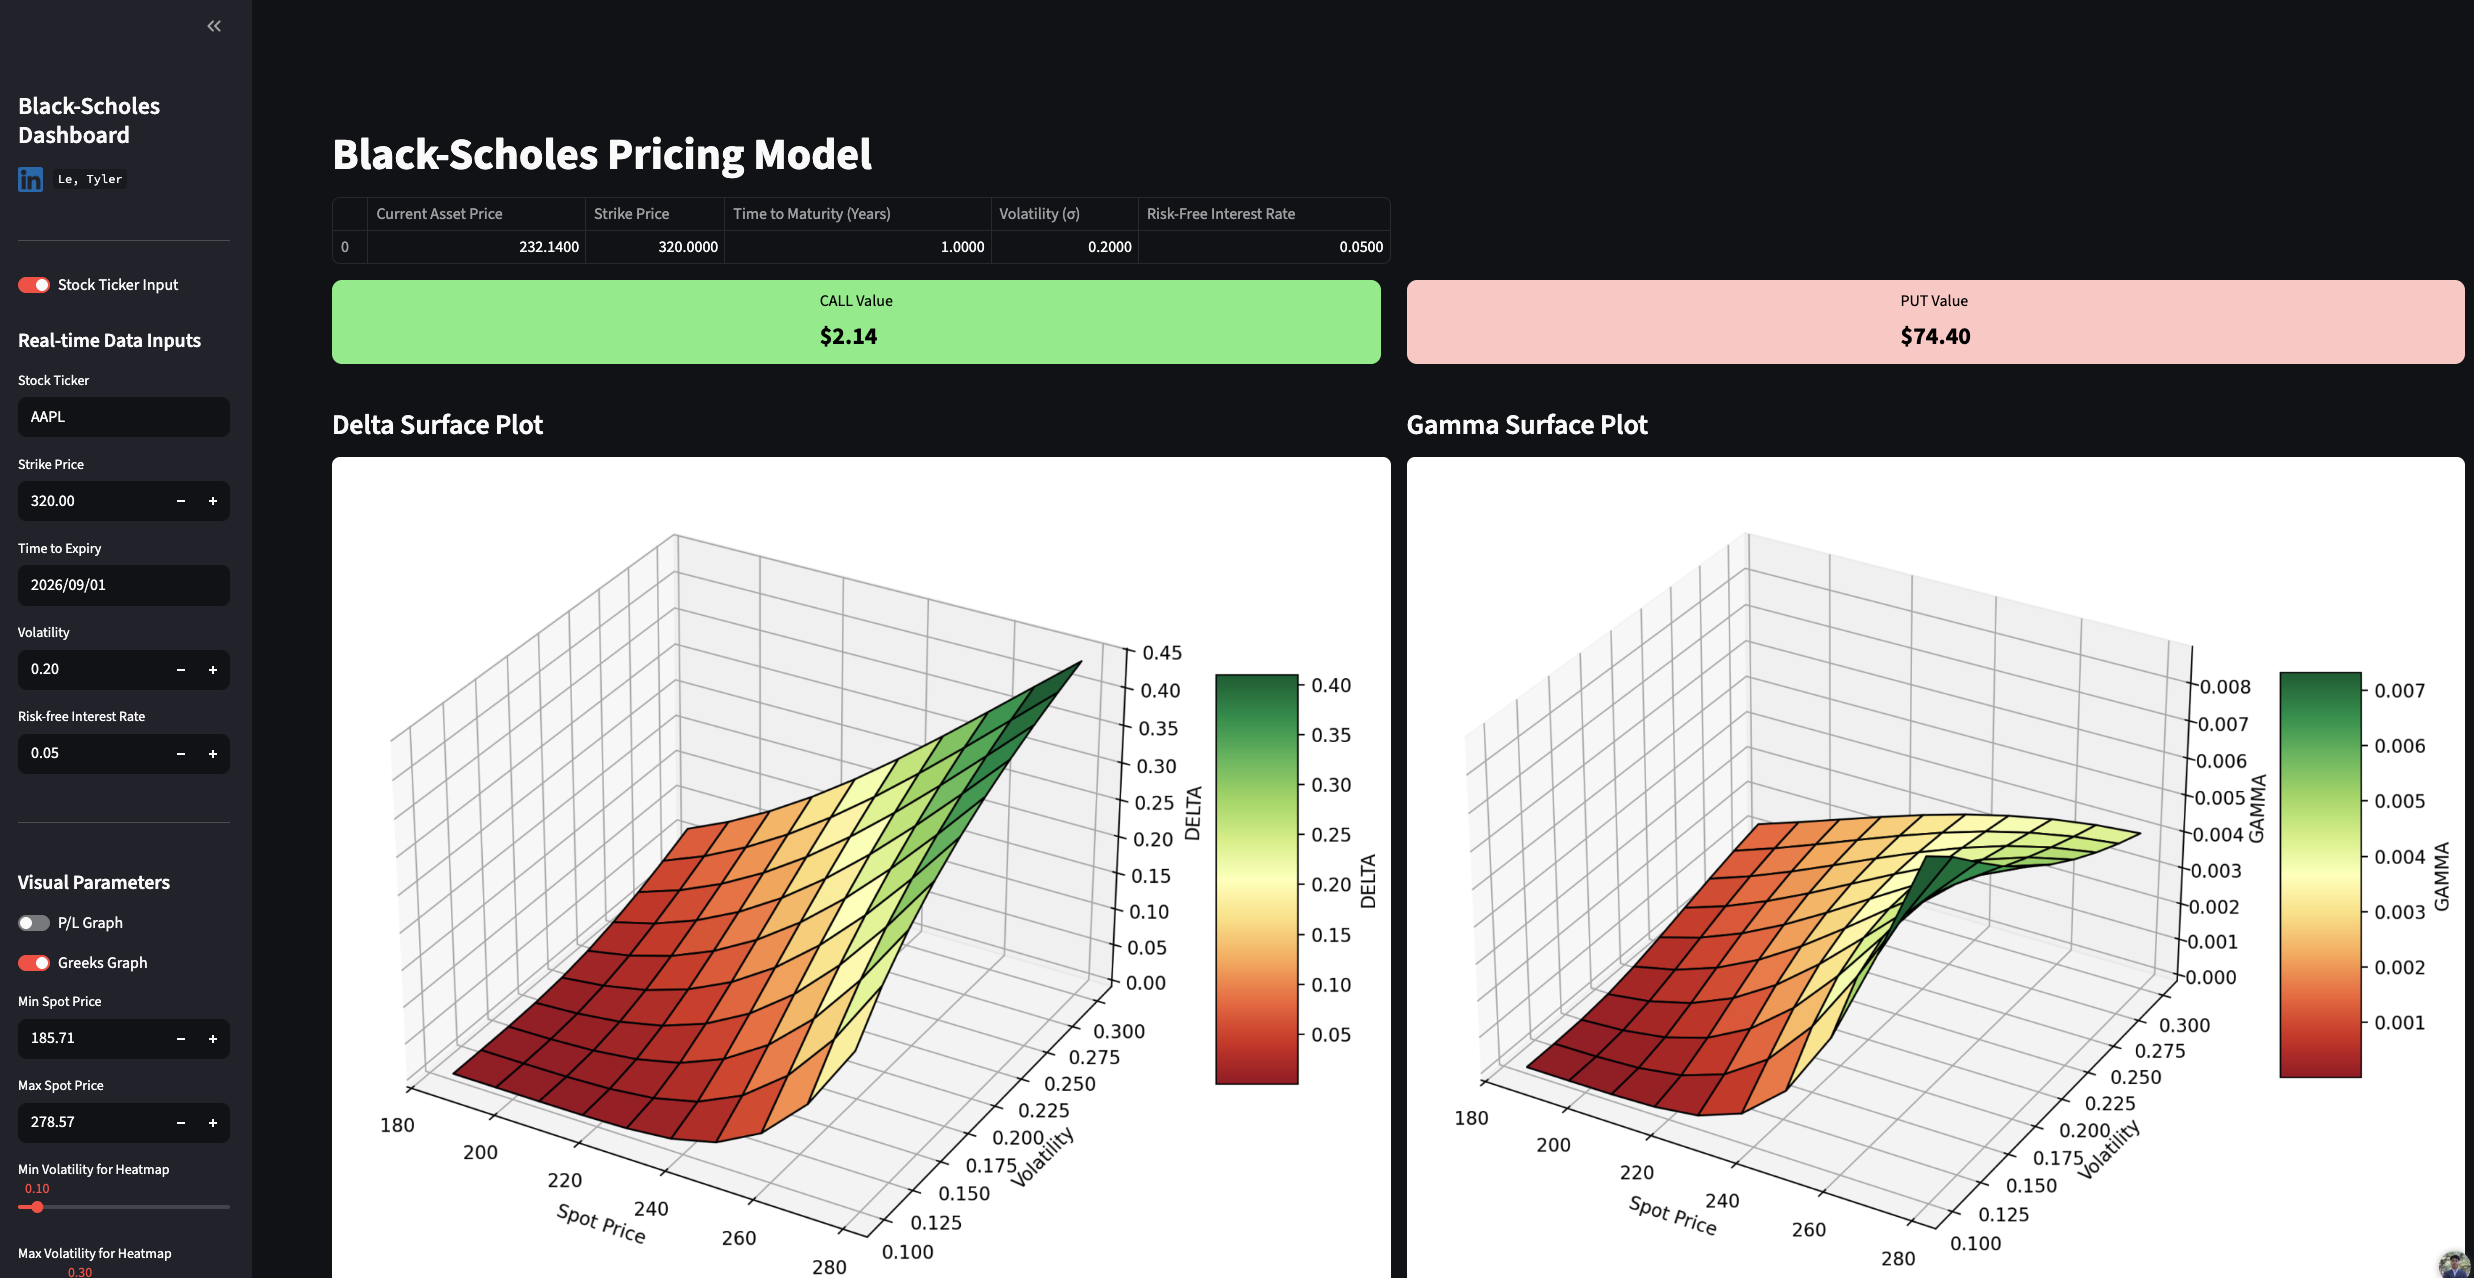 Black-Scholes
Dashboard
Le, Tyler
Stock Ticker Input
Real-time Data Inputs
Stock Ticker
AAPL
Strike Price
320.00 − +
Time to Expiry
2026/09/01
Volatility
0.20 − +
Risk-free Interest Rate
0.05 − +
Visual Parameters
P/L Graph
Greeks Graph
Min Spot Price
185.71 − +
Max Spot Price
278.57 − +
Min Volatility for Heatmap
0.10
Max Volatility for Heatmap
0.30
Black-Scholes Pricing Model
Current Asset Price Strike Price Time to Maturity (Years) Volatility (σ) Risk-Free Interest Rate
0 232.1400 320.0000 1.0000 0.2000 0.0500
CALL Value
$2.14
PUT Value
$74.40
Delta Surface Plot
0.45
0.40
0.35
0.30
0.25
0.20
0.15
0.10
0.05
0.00
DELTA
0.300
0.275
0.250
0.225
0.200
0.175
0.150
0.125
0.100
Volatility
180
200
220
240
260
280
Spot Price
0.40
0.35
0.30
0.25
0.20
0.15
0.10
0.05
DELTA
Gamma Surface Plot
0.008
0.007
0.006
0.005
0.004
0.003
0.002
0.001
0.000
GAMMA
0.300
0.275
0.250
0.225
0.200
0.175
0.150
0.125
0.100
Volatility
180
200
220
240
260
280
Spot Price
0.007
0.006
0.005
0.004
0.003
0.002
0.001
GAMMA